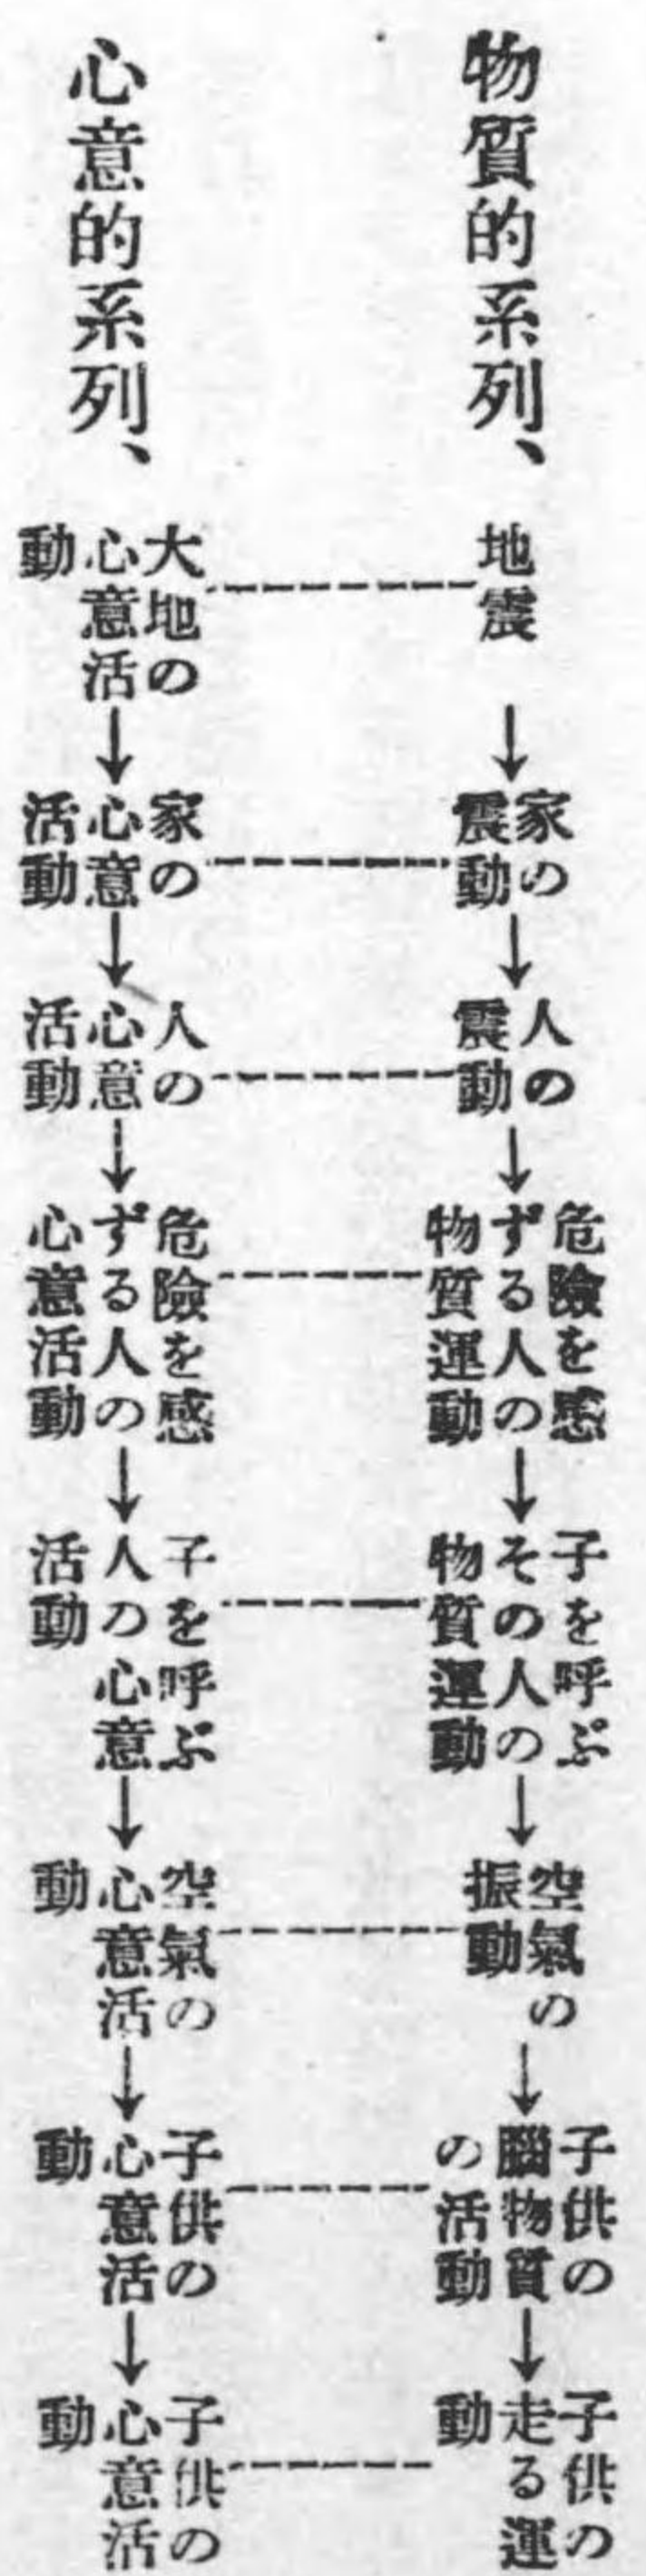 物質的系列、
地震
↓
家の
震動
↓
人の
震動
↓
危險を感
ずる人の
物質運動
↓
子を呼ぶ
その人の
物質運動
↓
空氣の
振動
↓
子供の
腦物質
の活動
↓
子供の
走る運
動
心意的系列、
大地の
心意活
動
↓
家の
心意
活動
↓
人の
心意
活動
↓
危險を感
ずる人の
心意活動
↓
子を呼ぶ
人の心意
活動
↓
空氣の
心意活
動
↓
子供の
心意活
動
↓
子供の
心意活
動